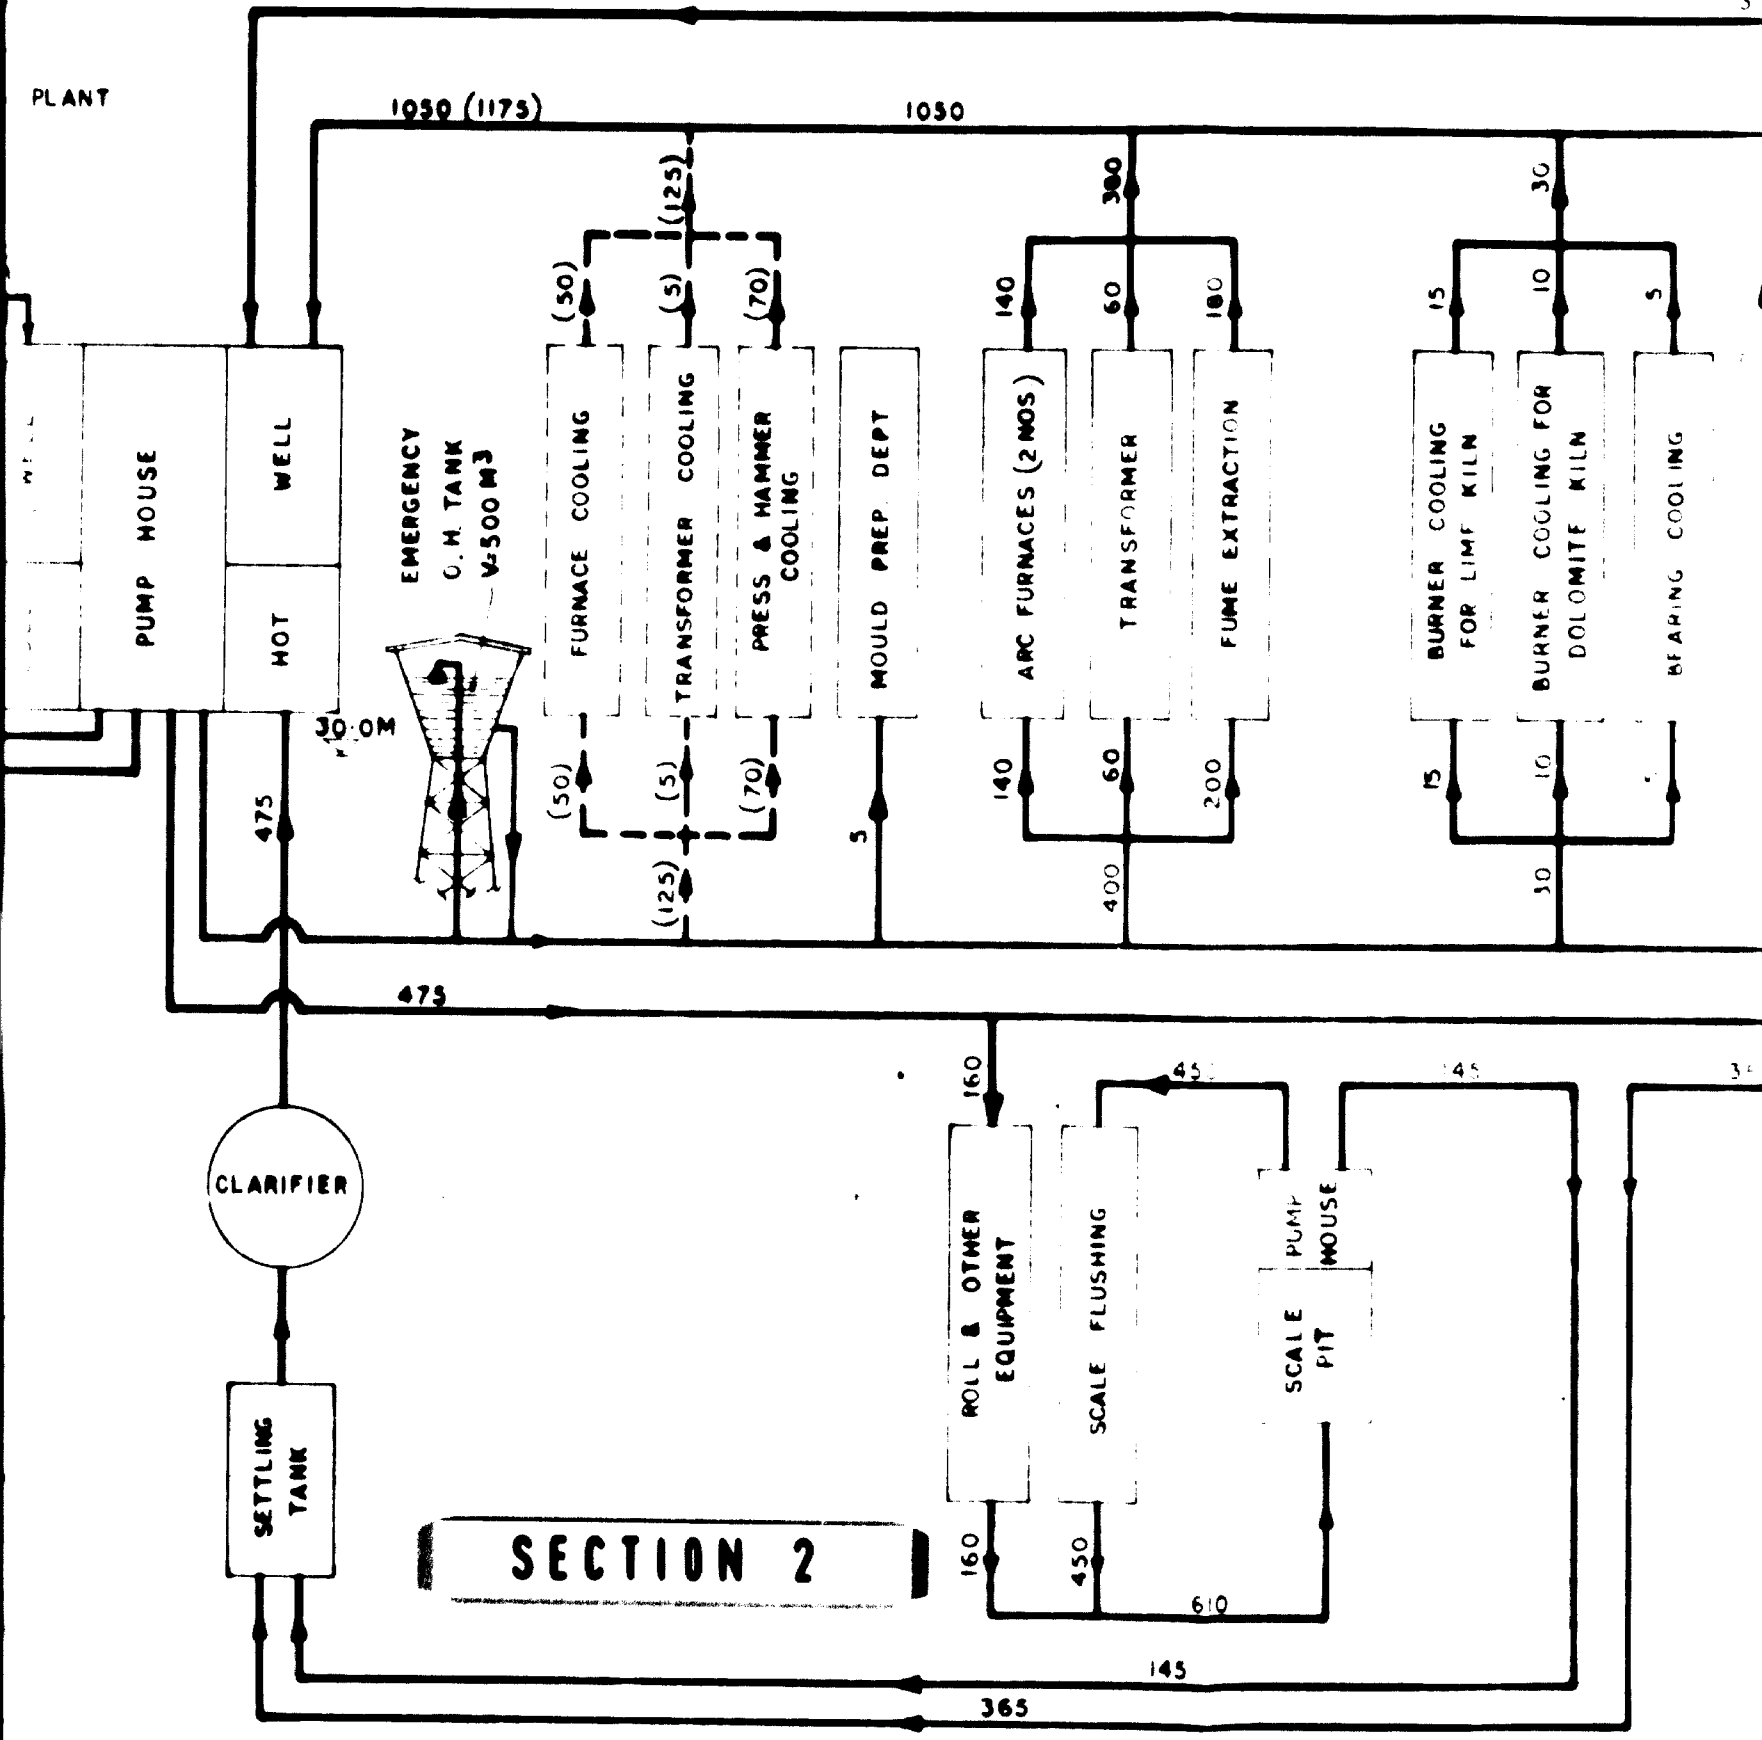 PLANT
1050 (1175)
1050
(125)
380
30
(50)
(5)
(70)
140
60
180
15
10
5
WELL
PUMP HOUSE
WELL
HOT
EMERGENCY
O. H. TANK
V=500 M³
30.0M
FURNACE COOLING
TRANSFORMER COOLING
PRESS & HAMMER
COOLING
MOULD PREP. DEPT
ARC FURNACES (2 NOS)
TRANSFORMER
FUME EXTRACTION
BURNER COOLING
FOR LIME KILN
BURNER COOLING FOR
DOLOMITE KILN
BEARING COOLING
475
(50)
(5)
(70)
5
140
60
200
15
10
5
(125)
400
30
475
160
145
CLARIFIER
ROLL & OTHER
EQUIPMENT
SCALE FLUSHING
PUMP
HOUSE
SCALE
PIT
SETTLING
TANK
SECTION 2
160
450
610
145
365